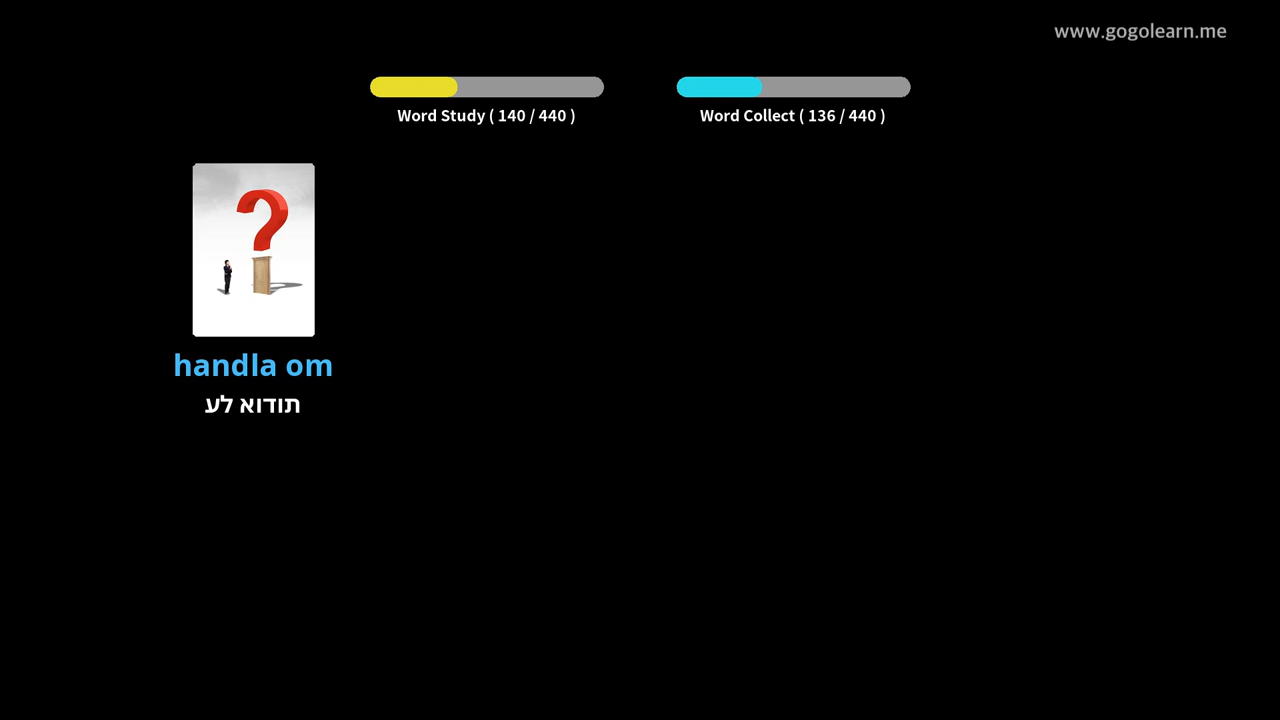 www.gogolearn.me
Word Study ( 140 / 440 )
Word Collect ( 136 / 440 )
?
handla om
תודוא לע